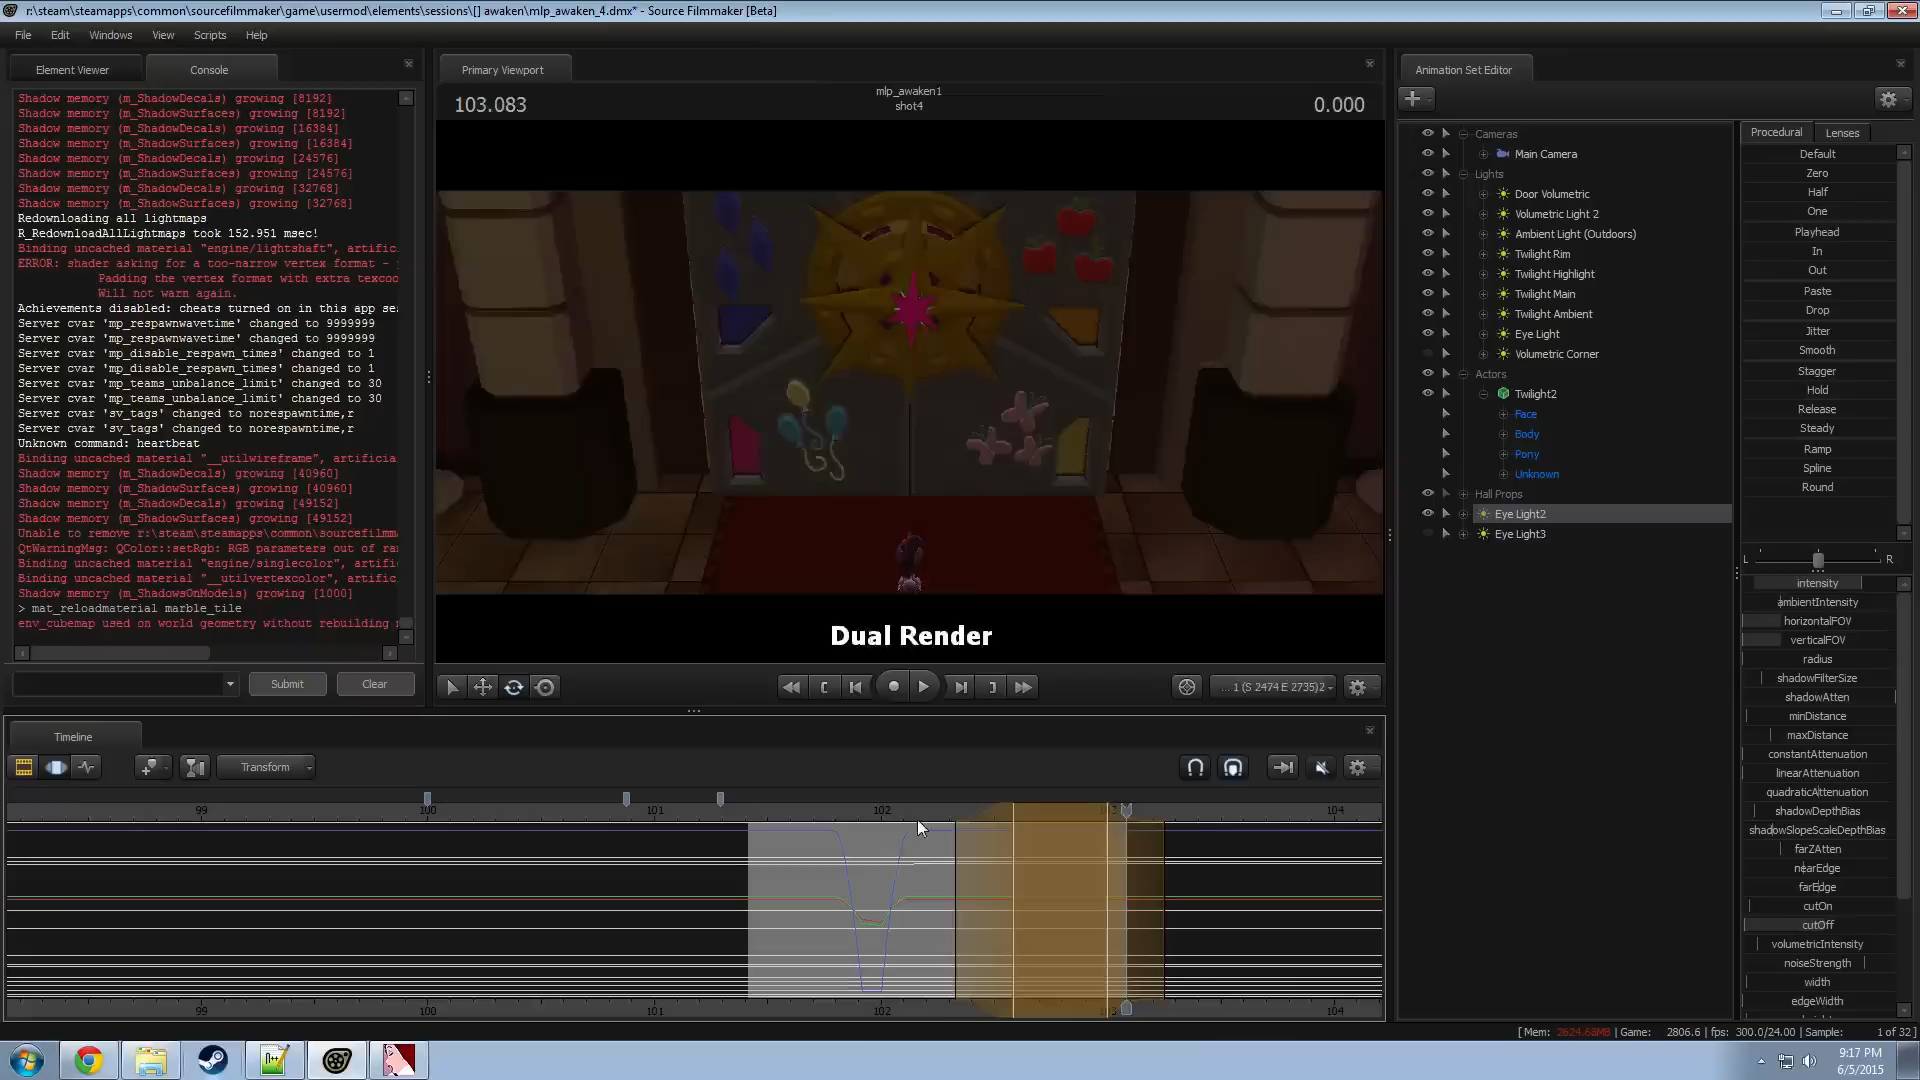 r:\steam\steamapps\common\sourcefilmmaker\game\usermod\elements\sessions\[] awaken\mlp_awaken_4.dmx* - Source Filmmaker [Beta]
File Edit Windows View Scripts Help
Element Viewer
Console
Shadow memory (m_ShadowDecals) growing [8192]
Shadow memory (m_ShadowSurfaces) growing [8192]
Shadow memory (m_ShadowDecals) growing [16384]
Shadow memory (m_ShadowSurfaces) growing [16384]
Shadow memory (m_ShadowDecals) growing [24576]
Shadow memory (m_ShadowSurfaces) growing [24576]
Shadow memory (m_ShadowDecals) growing [32768]
Shadow memory (m_ShadowSurfaces) growing [32768]
Redownloading all lightmaps
R_RedownloadAllLightmaps took 152.951 msec!
Binding uncached material "engine/lightshaft", artific
ERROR: shader asking for a too-narrow vertex format -
Padding the vertex format with extra texcoo
Will not warn again.
Achievements disabled: cheats turned on in this app se
Server cvar 'mp_respawnwavetime' changed to 9999999
Server cvar 'mp_respawnwavetime' changed to 9999999
Server cvar 'mp_disable_respawn_times' changed to 1
Server cvar 'mp_disable_respawn_times' changed to 1
Server cvar 'mp_teams_unbalance_limit' changed to 30
Server cvar 'mp_teams_unbalance_limit' changed to 30
Server cvar 'sv_tags' changed to norespawntime,r
Server cvar 'sv_tags' changed to norespawntime,r
Unknown command: heartbeat
Binding uncached material "__utilwireframe", artificia
Shadow memory (m_ShadowDecals) growing [40960]
Shadow memory (m_ShadowSurfaces) growing [40960]
Shadow memory (m_ShadowDecals) growing [49152]
Shadow memory (m_ShadowSurfaces) growing [49152]
Unable to remove r:\steam\steamapps\common\sourcefilmm
QtWarningMsg: QColor::setRgb: RGB parameters out of ra
Binding uncached material "engine/singlecolor", artifi
Binding uncached material "__utilvertexcolor", artific
Shadow memory (m_ShadowsOnModels) growing [1000]
> mat_reloadmaterial marble_tile
env_cubemap used on world geometry without rebuilding
Submit
Clear
Primary Viewport
103.083
mlp_awaken1
shot4
0.000
Dual Render
... 1 (S 2474 E 2735)2
Timeline
Transform
99 100 101 102 104
99 100 101 102 104
Animation Set Editor
Cameras
Main Camera
Lights
Door Volumetric
Volumetric Light 2
Ambient Light (Outdoors)
Twilight Rim
Twilight Highlight
Twilight Main
Twilight Ambient
Eye Light
Volumetric Corner
Actors
Twilight2
Face
Body
Pony
Unknown
Hall Props
Eye Light2
Eye Light3
Procedural
Lenses
Default
Zero
Half
One
Playhead
In
Out
Paste
Drop
Jitter
Smooth
Stagger
Hold
Release
Steady
Ramp
Spline
Round
L
R
intensity
ambientIntensity
horizontalFOV
verticalFOV
radius
shadowFilterSize
shadowAtten
minDistance
maxDistance
constantAttenuation
linearAttenuation
quadraticAttenuation
shadowDepthBias
shadowSlopeScaleDepthBias
farZAtten
nearEdge
farEdge
cutOn
cutOff
volumetricIntensity
noiseStrength
width
edgeWidth
[ Mem: 2624.68MB | Game: 2806.6 | fps: 300.0/24.00 | Sample: 1 of 32 ]
9:17 PM
6/5/2015